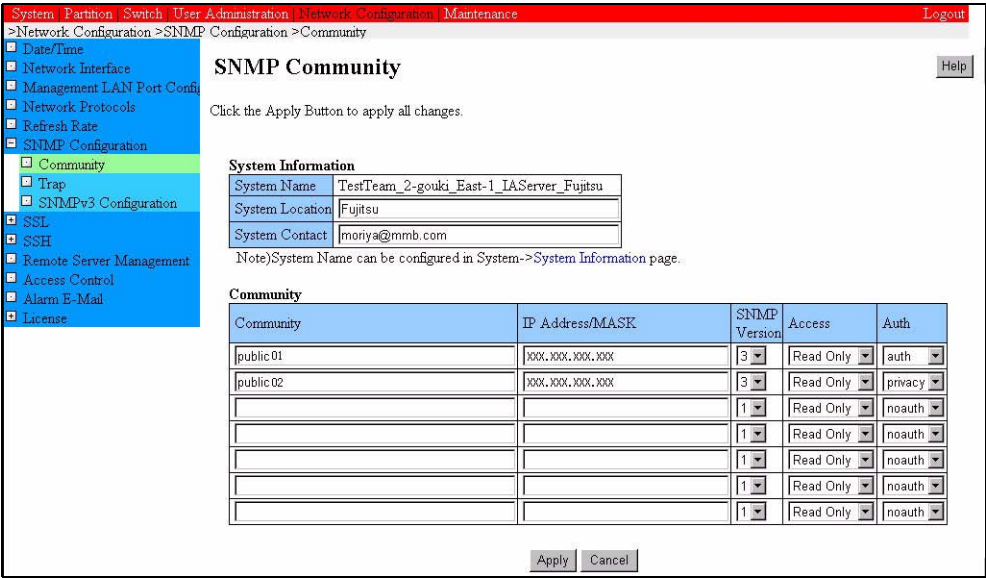 System | Partition | Switch | User Administration | Network Configuration | Maintenance Logout
>Network Configuration >SNMP Configuration >Community
Date/Time
Network Interface
Management LAN Port Config
Network Protocols
Refresh Rate
SNMP Configuration
Community
Trap
SNMPv3 Configuration
SSL
SSH
Remote Server Management
Access Control
Alarm E-Mail
License
SNMP Community
Help
Click the Apply Button to apply all changes.
System Information
System Name TestTeam_2-gouki_East-1_IAServer_Fujitsu
System Location Fujitsu
System Contact moriya@mmb.com
Note)System Name can be configured in System->System Information page.
Community
Community IP Address/MASK SNMP Version Access Auth
public01 XXX.XXX.XXX.XXX 3 Read Only auth
public02 XXX.XXX.XXX.XXX 3 Read Only privacy
1 Read Only noauth
1 Read Only noauth
1 Read Only noauth
1 Read Only noauth
1 Read Only noauth
Apply Cancel